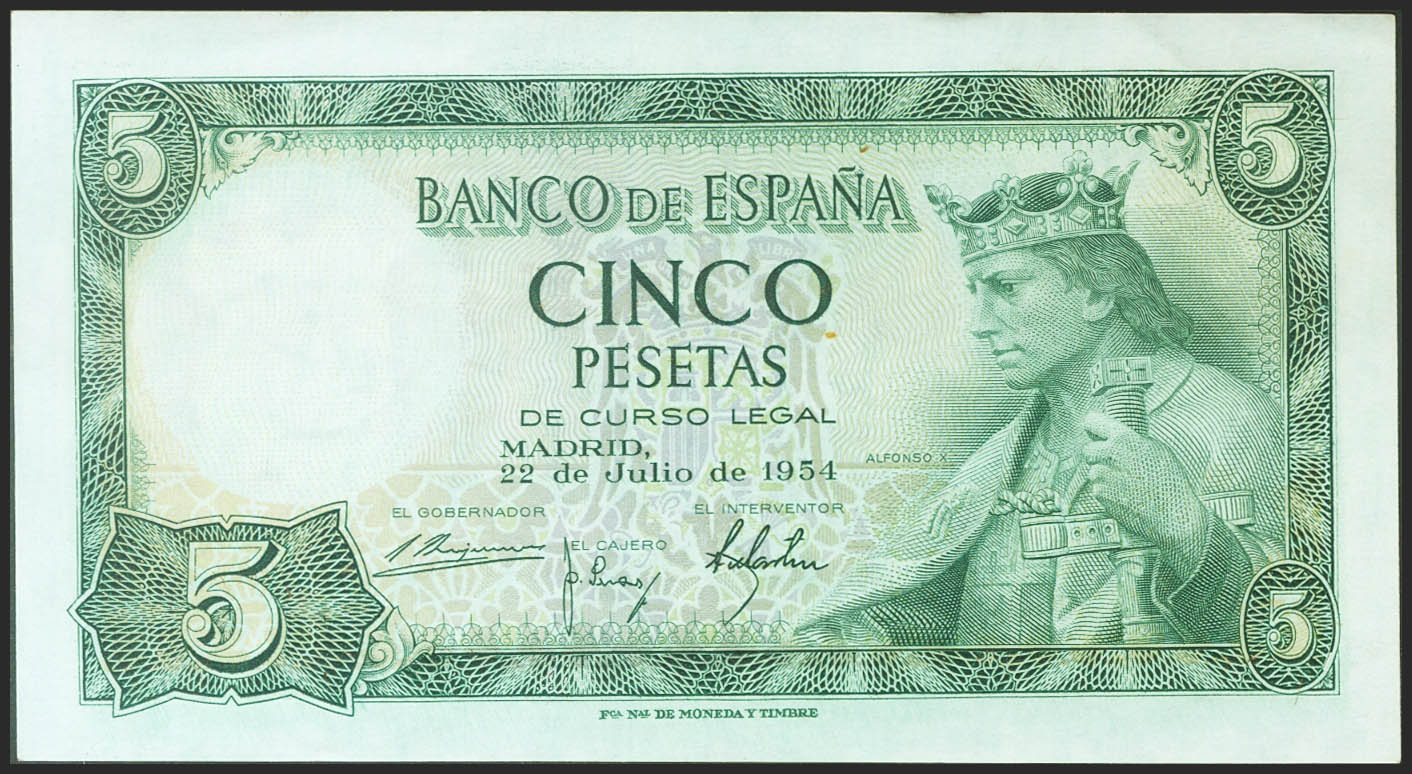 5
5
BANCO DE ESPAÑA
CINCO
PESETAS
DE CURSO LEGAL
MADRID,
22 de Julio de 1954
ALFONSO X
EL GOBERNADOR
EL INTERVENTOR
EL CAJERO
5
5
FCA NAL DE MONEDA Y TIMBRE